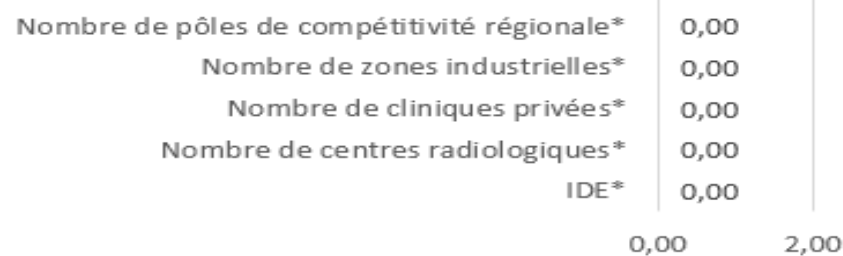 Nombre de pôles de compétitivité régionale* 0,00
Nombre de zones industrielles* 0,00
Nombre de cliniques privées* 0,00
Nombre de centres radiologiques* 0,00
IDE* 0,00
0,00 2,00